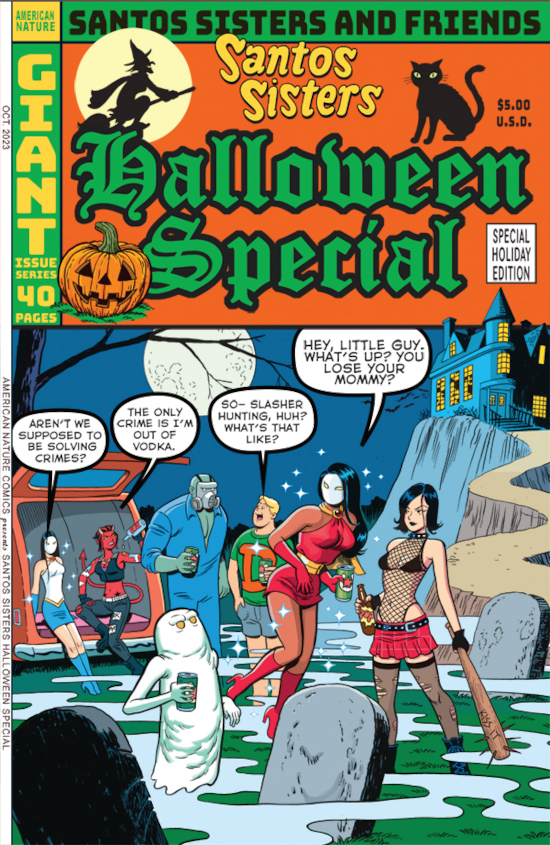 AMERICAN
NATURE
SANTOS SISTERS AND FRIENDS
Santos
Sisters
GIANT
ISSUE
SERIES
40
PAGES
$5.00
U.S.D.
Halloween
Special
SPECIAL
HOLIDAY
EDITION
OCT. 2023
AMERICAN NATURE COMICS presents SANTOS SISTERS HALLOWEEN SPECIAL
HEY, LITTLE GUY.
WHAT'S UP? YOU
LOSE YOUR
MOMMY?
AREN'T WE
SUPPOSED TO
BE SOLVING
CRIMES?
THE ONLY
CRIME IS I'M
OUT OF
VODKA.
SO- SLASHER
HUNTING, HUH?
WHAT'S THAT
LIKE?
D